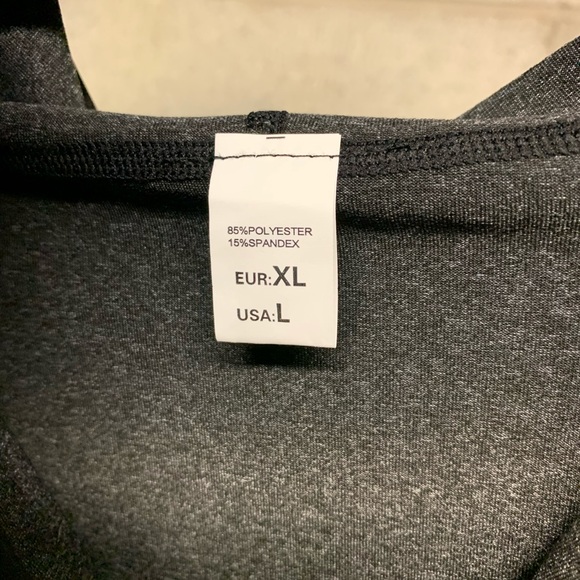 85%POLYESTER
15%SPANDEX
EUR:XL
USA:L